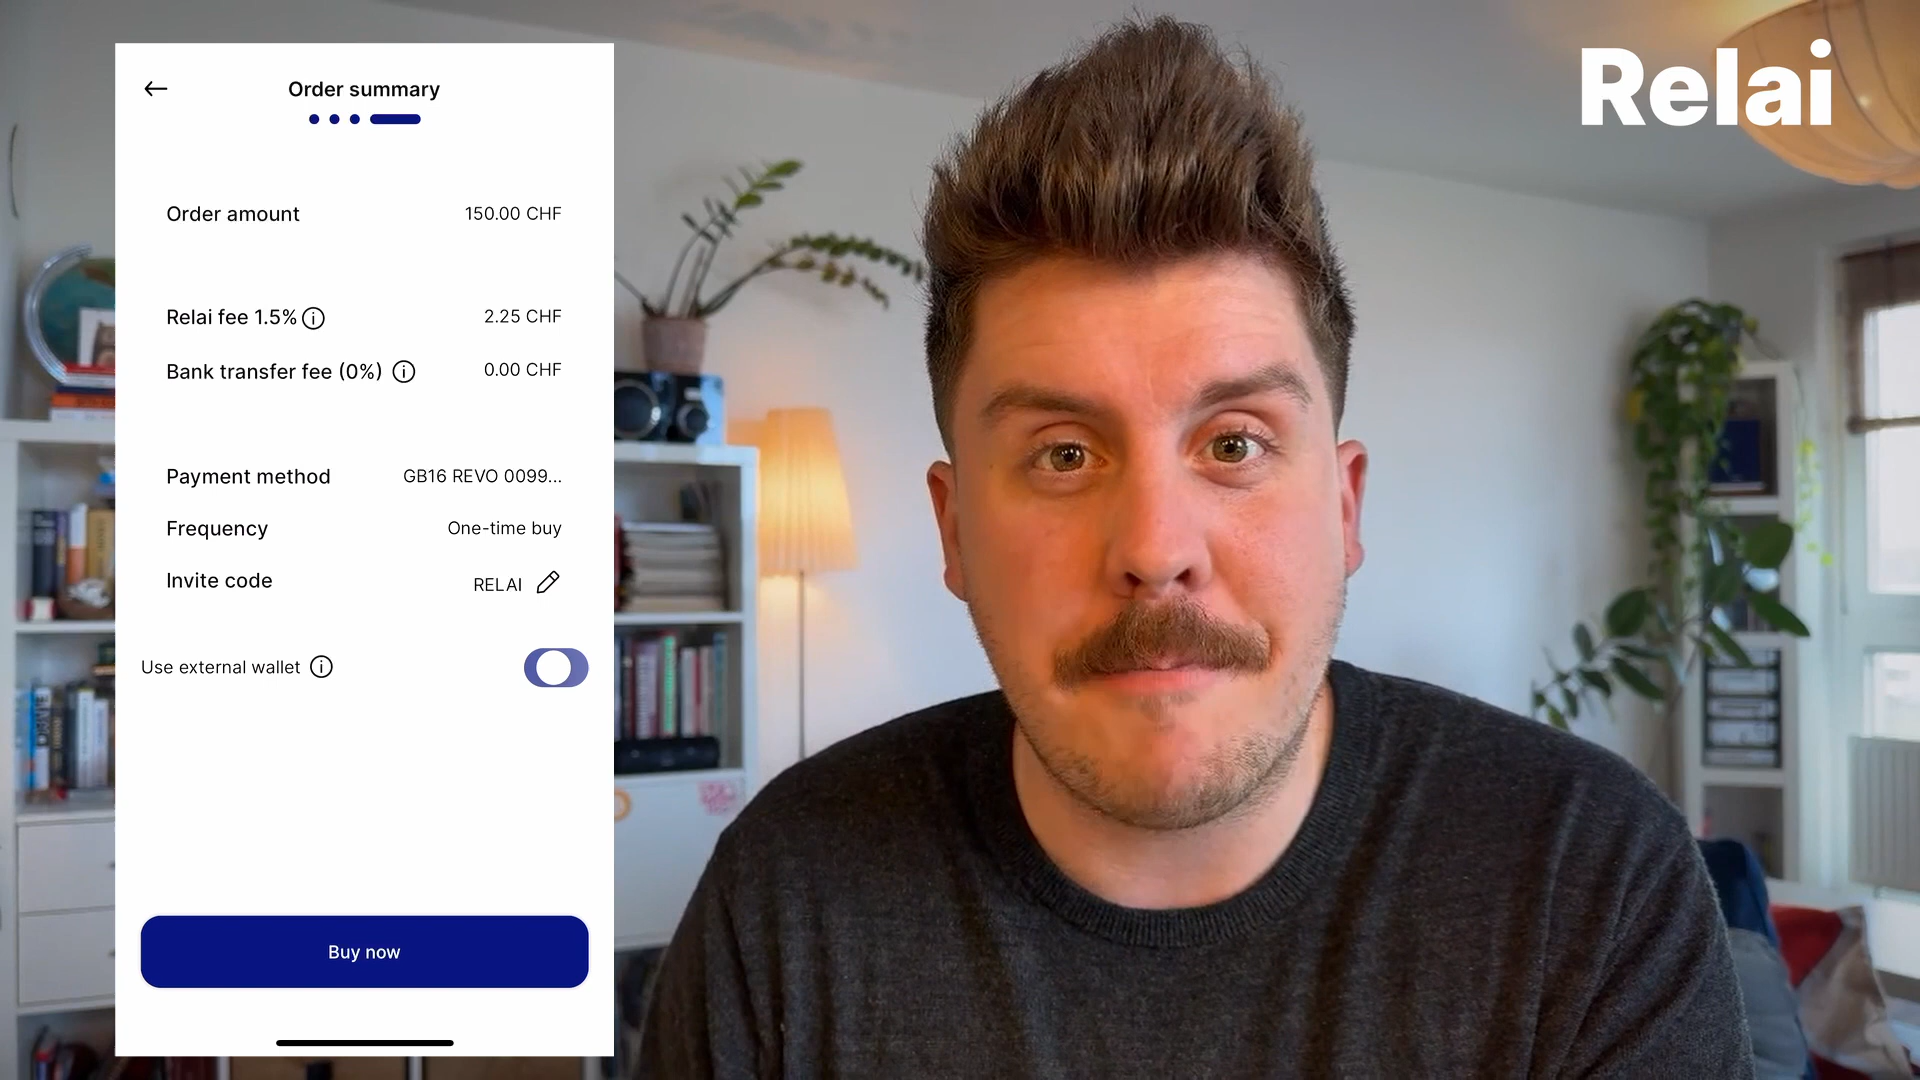 Relai
Order summary
Order amount 150.00 CHF
Relai fee 1.5% 2.25 CHF
Bank transfer fee (0%) 0.00 CHF
Payment method GB16 REVO 0099...
Frequency One-time buy
Invite code RELAI
Use external wallet
Buy now